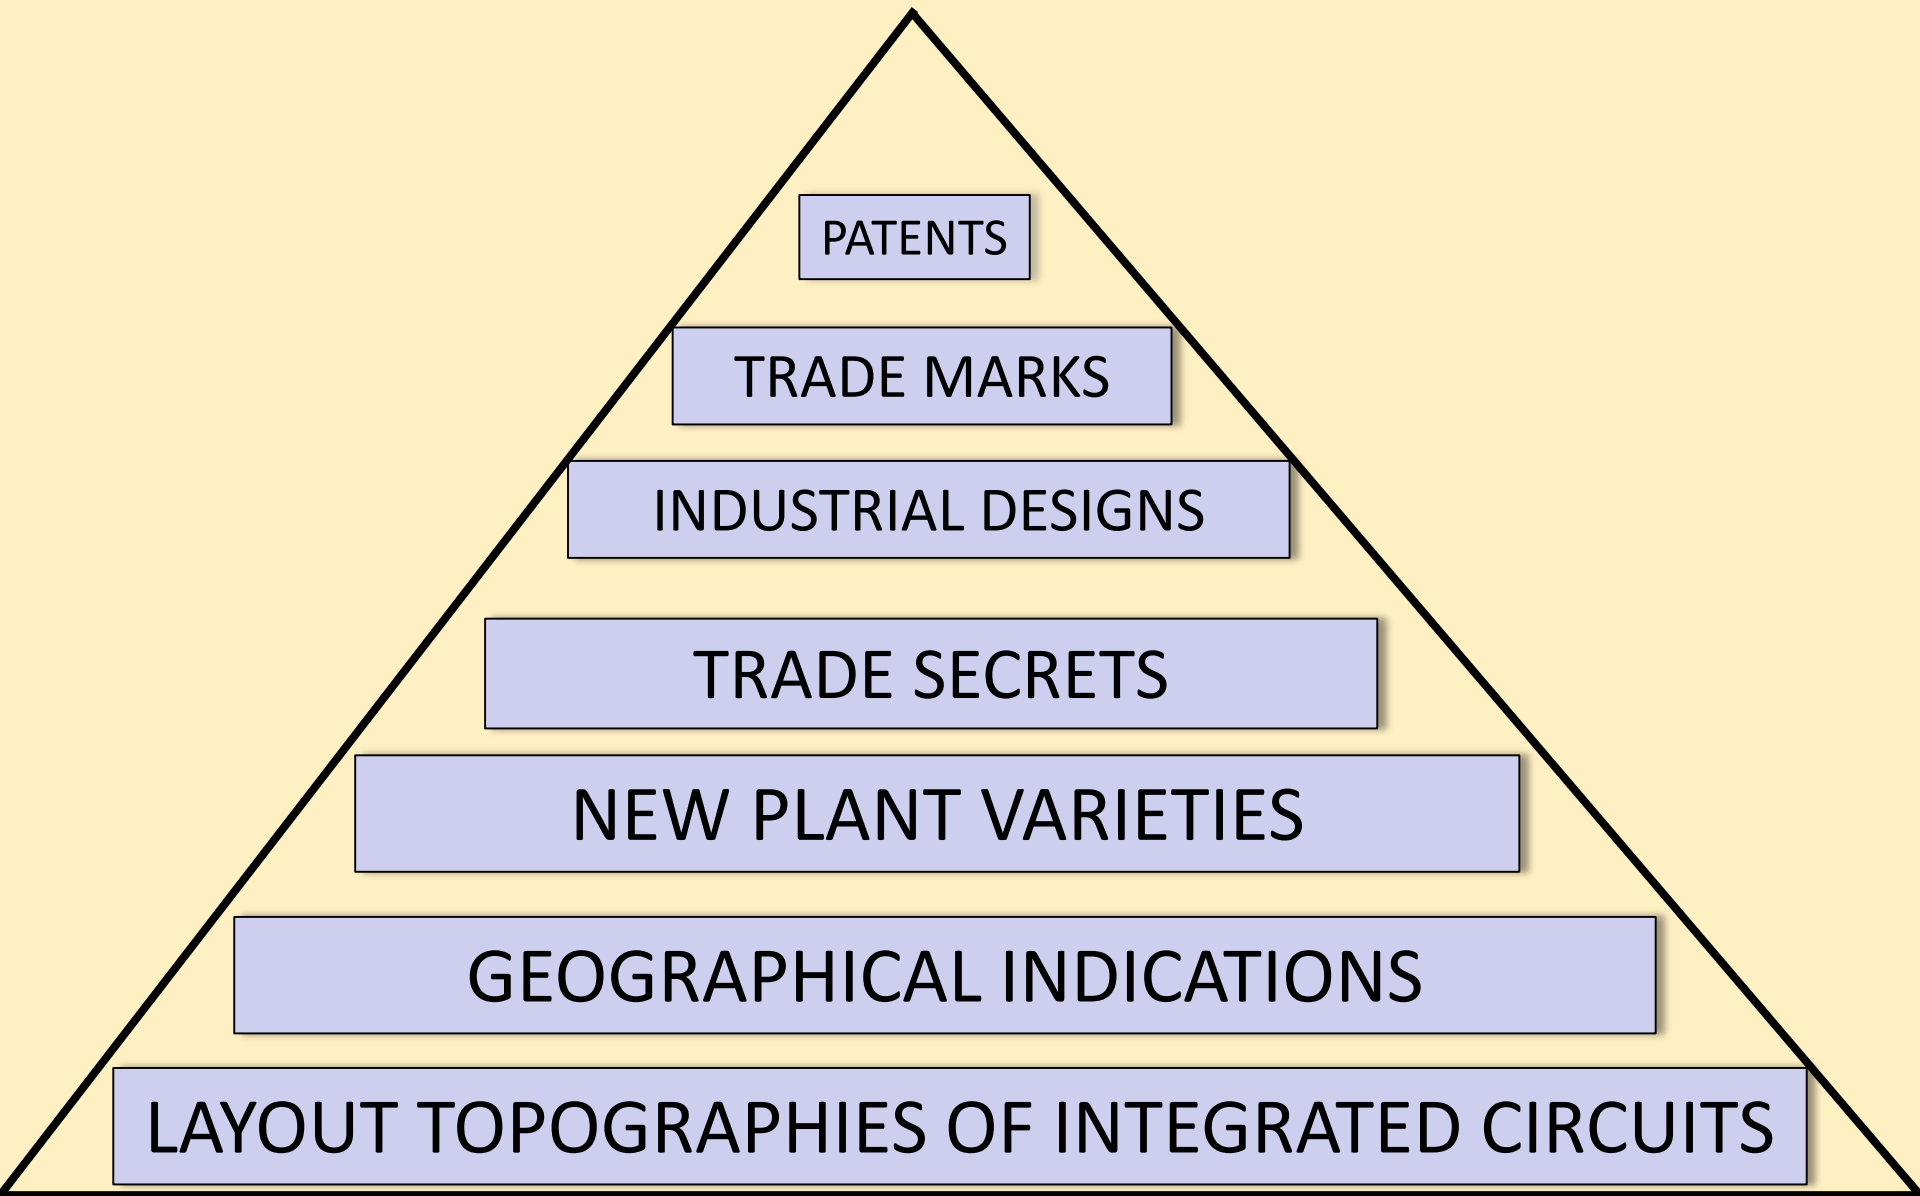 PATENTS
TRADE MARKS
INDUSTRIAL DESIGNS
TRADE SECRETS
NEW PLANT VARIETIES
GEOGRAPHICAL INDICATIONS
LAYOUT TOPOGRAPHIES OF INTEGRATED CIRCUITS